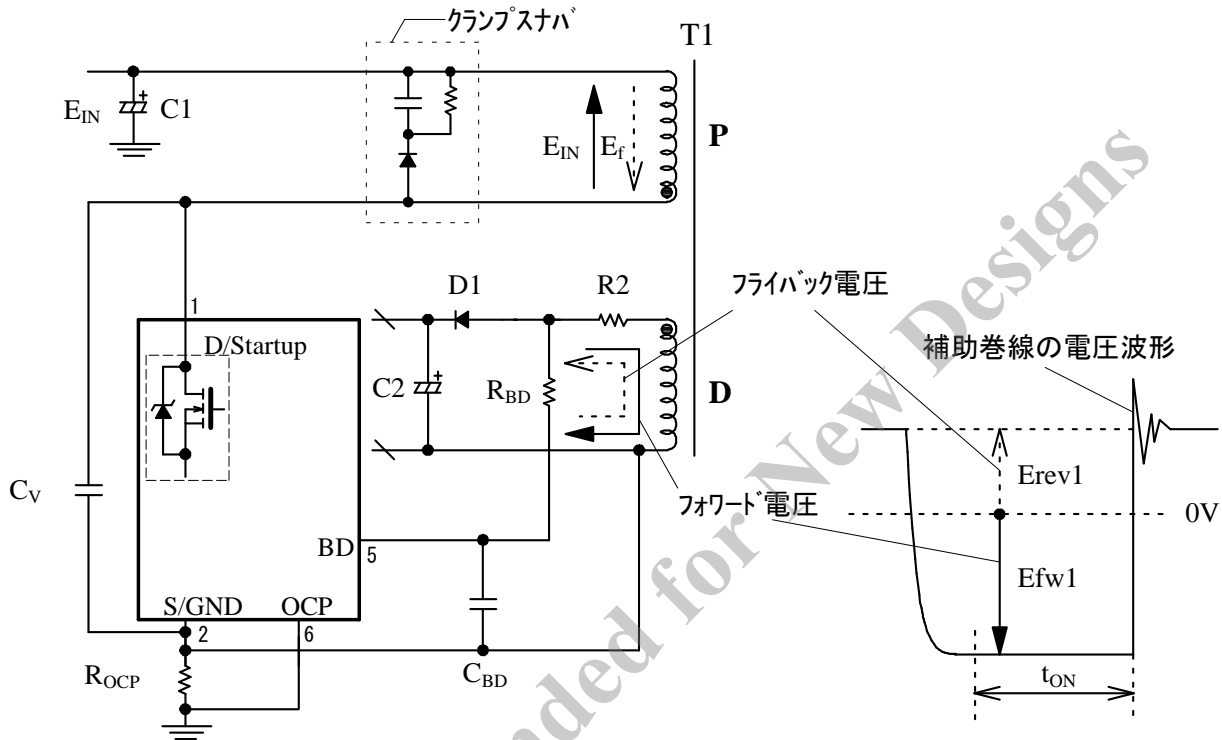 クランプスナバ
T1
E_IN
C1
E_IN
E_f
P
1
D/Startup
D1
R2
C2
R_BD
D
フライバック電圧
補助巻線の電圧波形
C_V
フォワード電圧
Erev1
0V
BD
5
Efw1
S/GND
OCP
2
6
R_OCP
C_BD
t_ON
nded for New Designs